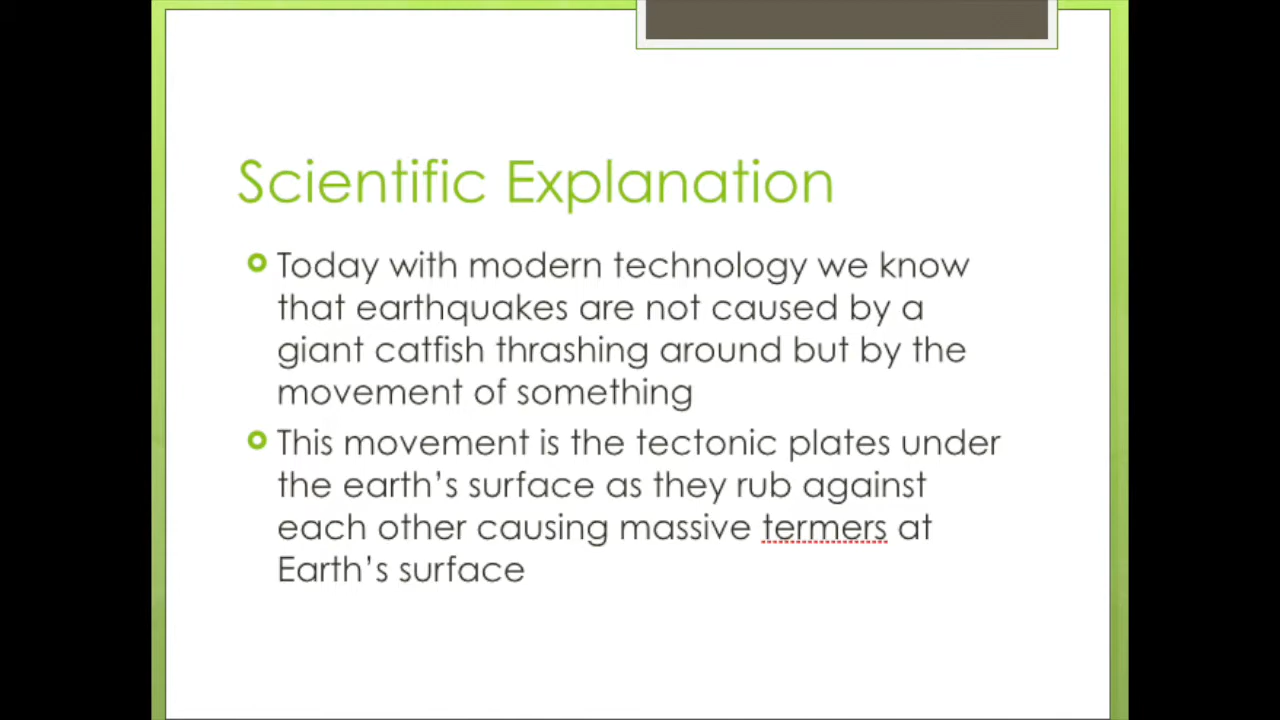 Scientific Explanation
Today with modern technology we know
that earthquakes are not caused by a
giant catfish thrashing around but by the
movement of something
This movement is the tectonic plates under
the earth's surface as they rub against
each other causing massive termers at
Earth's surface